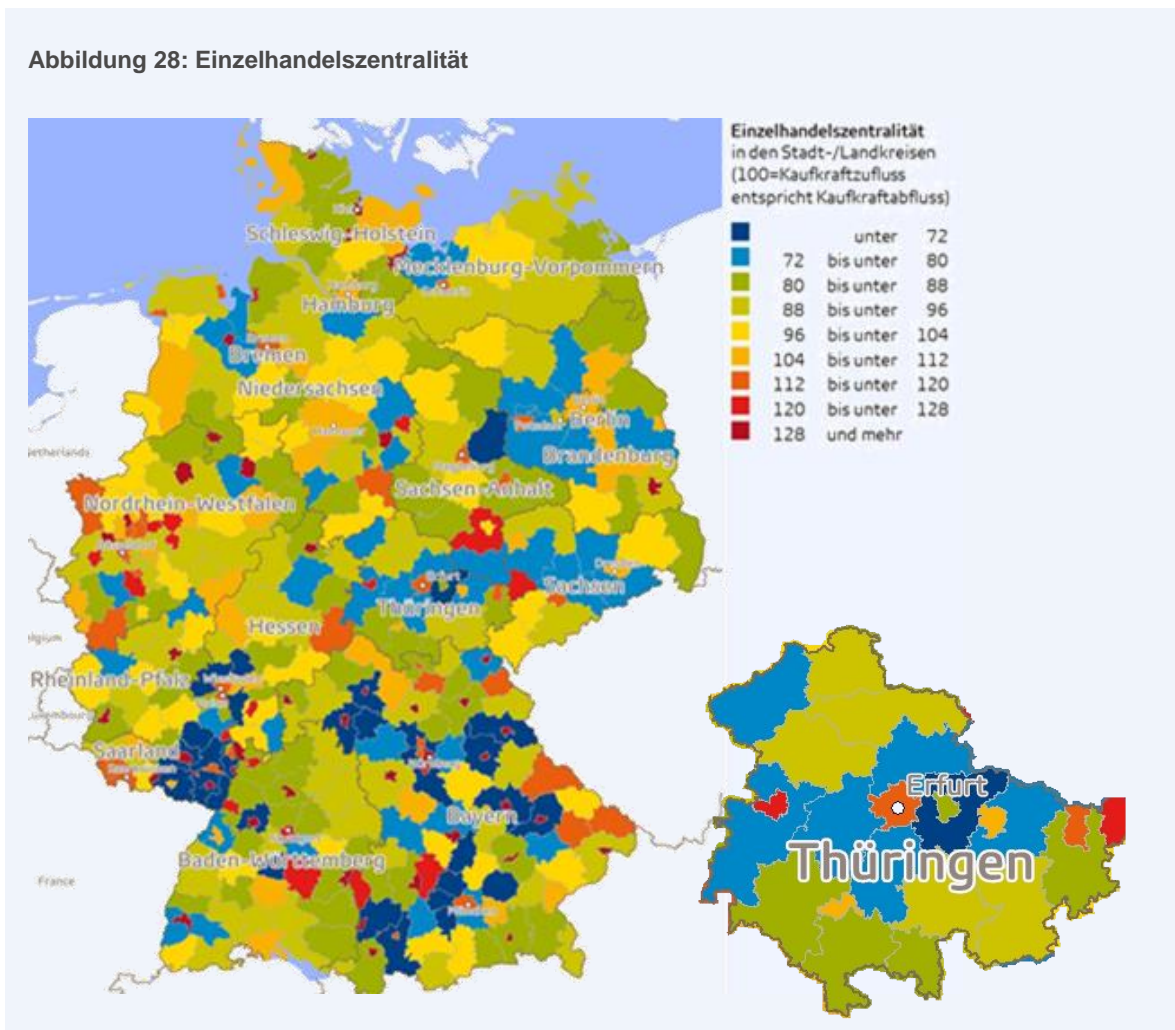 Abbildung 28: Einzelhandelszentralität
Einzelhandelszentralität
in den Stadt-/Landkreisen
(100=Kaufkraftzufluss
entspricht Kaufkraftabfluss)
unter 72
72 bis unter 80
80 bis unter 88
88 bis unter 96
96 bis unter 104
104 bis unter 112
112 bis unter 120
120 bis unter 128
128 und mehr
Schleswig-Holstein
Mecklenburg-Vorpommern
Hamburg
Bremen
Niedersachsen
Berlin
Brandenburg
Sachsen-Anhalt
Nordrhein-Westfalen
Sachsen
Thüringen
Hessen
Rheinland-Pfalz
Saarland
Bayern
Baden-Württemberg
France
Erfurt
Thüringen